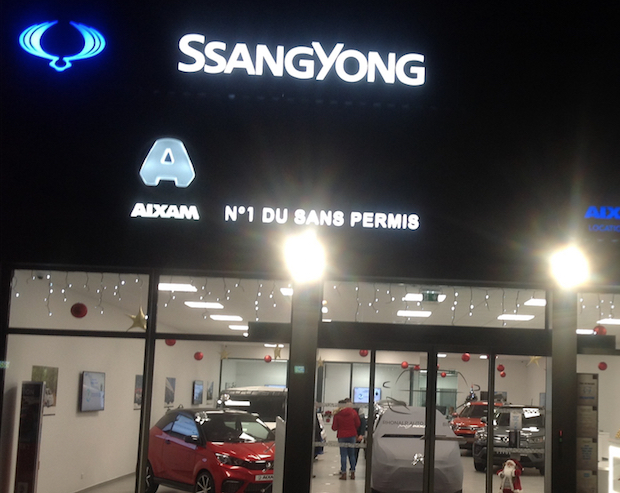 SSANGYONG
A
AIXAM N°1 DU SANS PERMIS
AIX